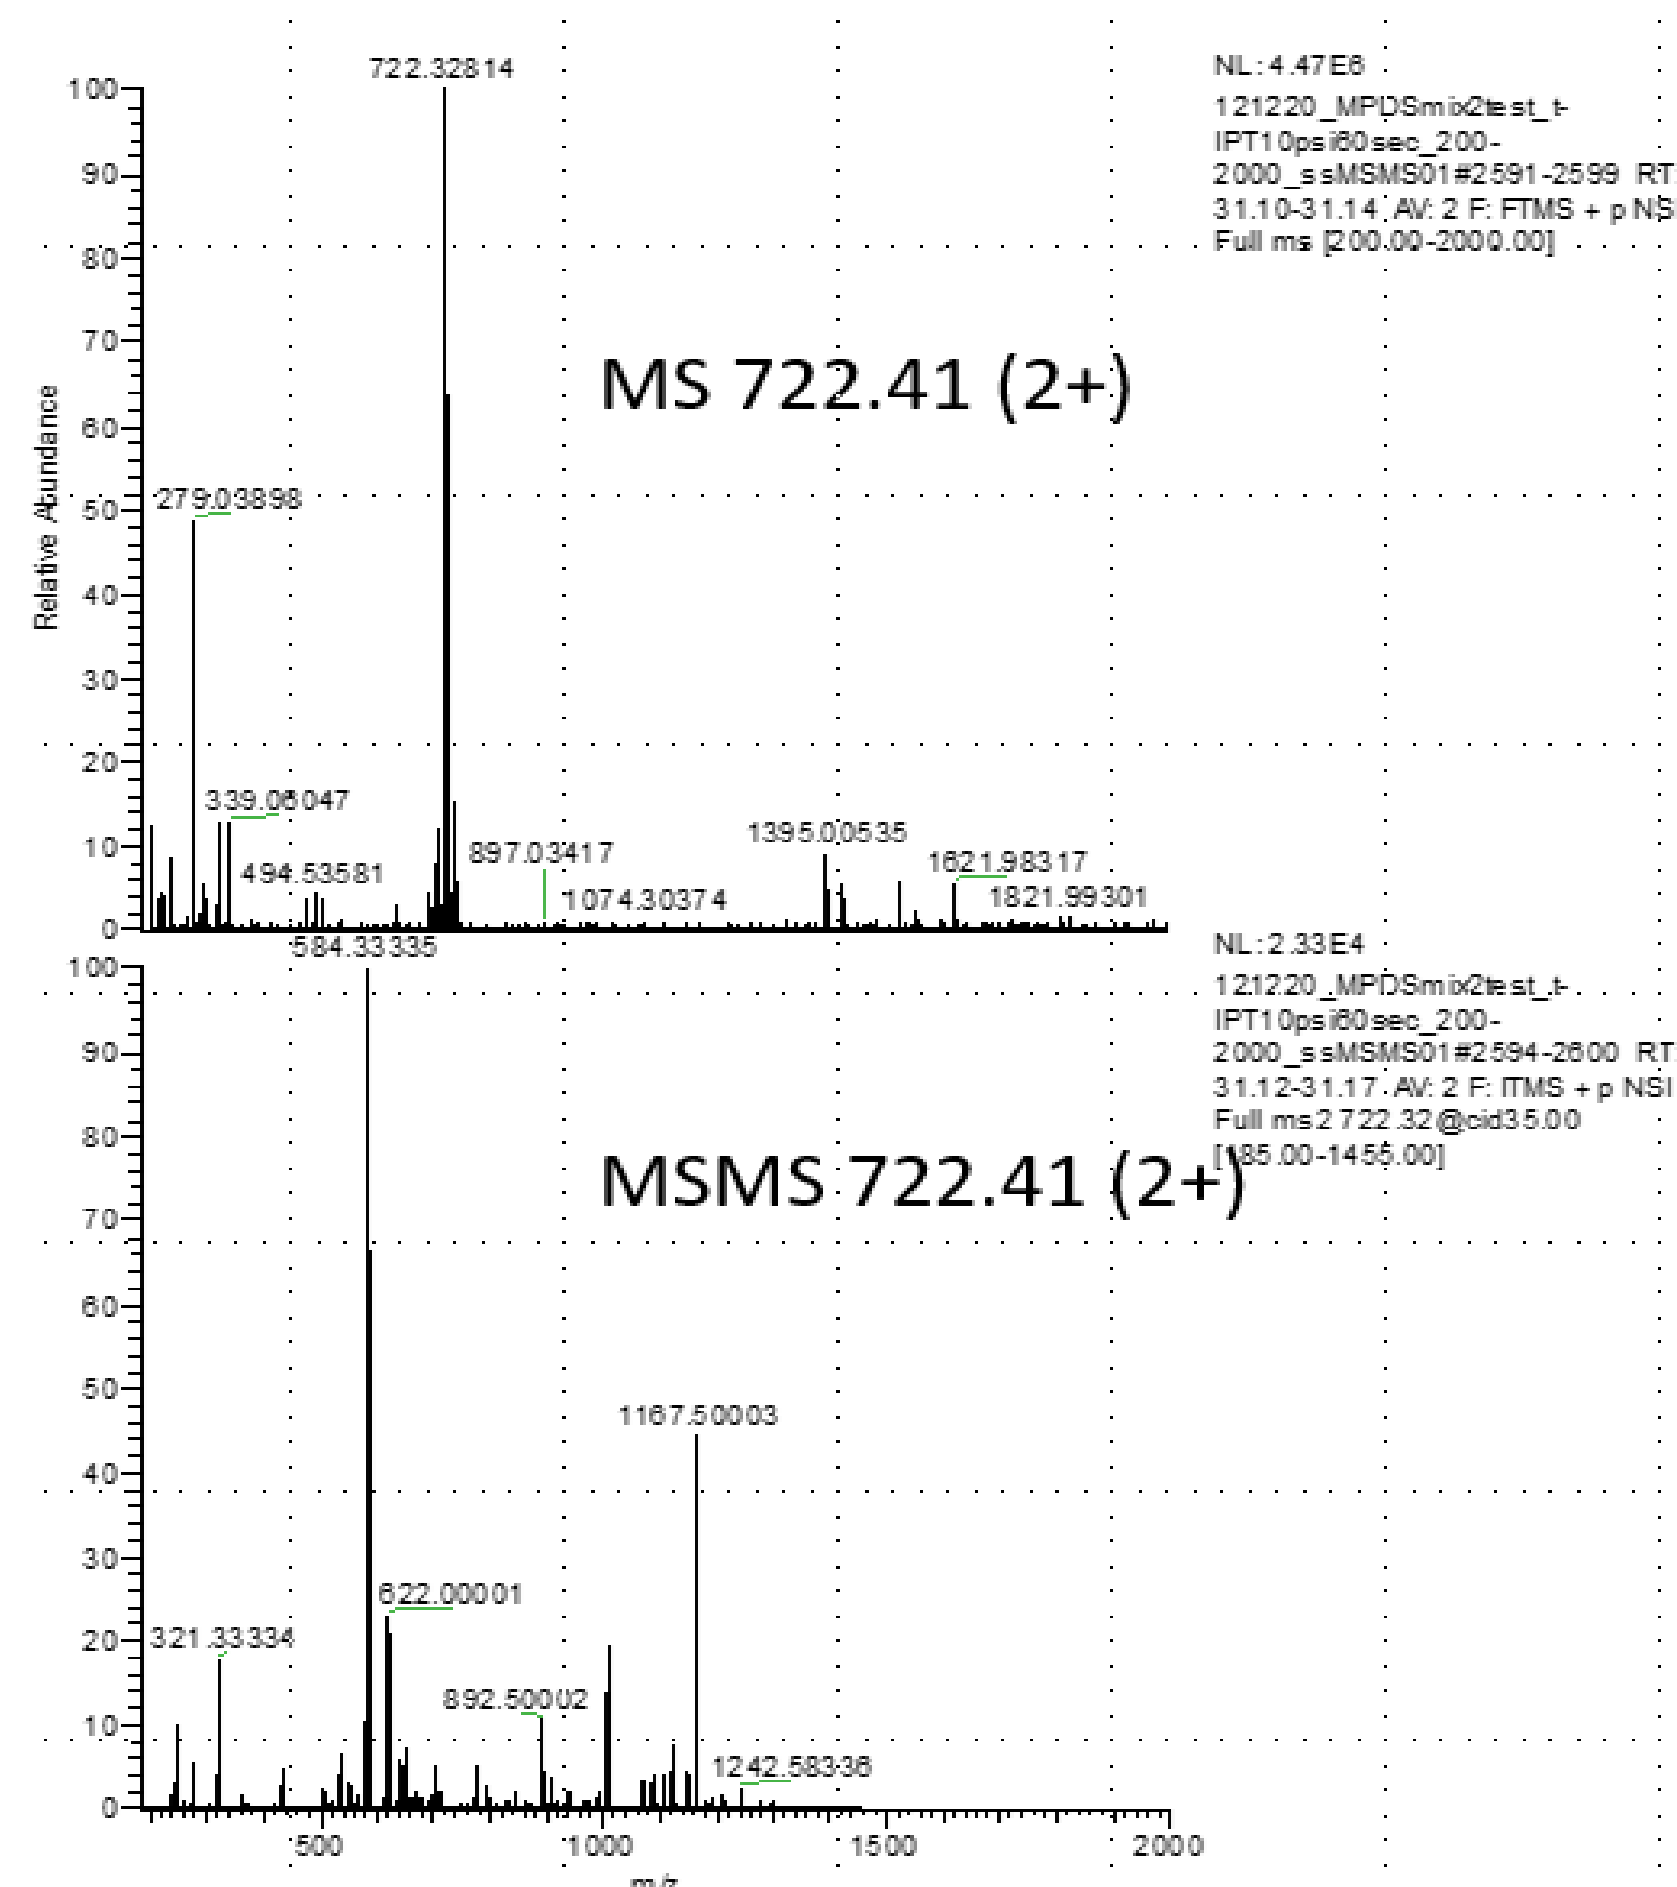 722.32814
NL: 4.47E6
121220_MPDSmix2test_t-
IPT10psi60sec_200-
2000_ssMSMS01#2591-2599 RT:
31.10-31.14 AV: 2 F: FTMS + p NSI
Full ms [200.00-2000.00]
100
90
80
70
60
50
40
30
20
10
0
Relative Abundance
MS 722.41 (2+)
279.03898
339.06047
494.53581
897.03417
1074.30374
1395.00535
1621.98317
1821.99301
584.33335
NL: 2.33E4
121220_MPDSmix2test_t-
IPT10psi60sec_200-
2000_ssMSMS01#2594-2600 RT:
31.12-31.17 AV: 2 F: ITMS + p NSI
Full ms2 722.32@cid35.00
[185.00-1455.00]
100
90
80
70
60
50
40
30
20
10
0
MSMS 722.41 (2+)
1167.50003
622.00001
321.33334
892.50002
1242.58336
500
1000
1500
2000
m/z